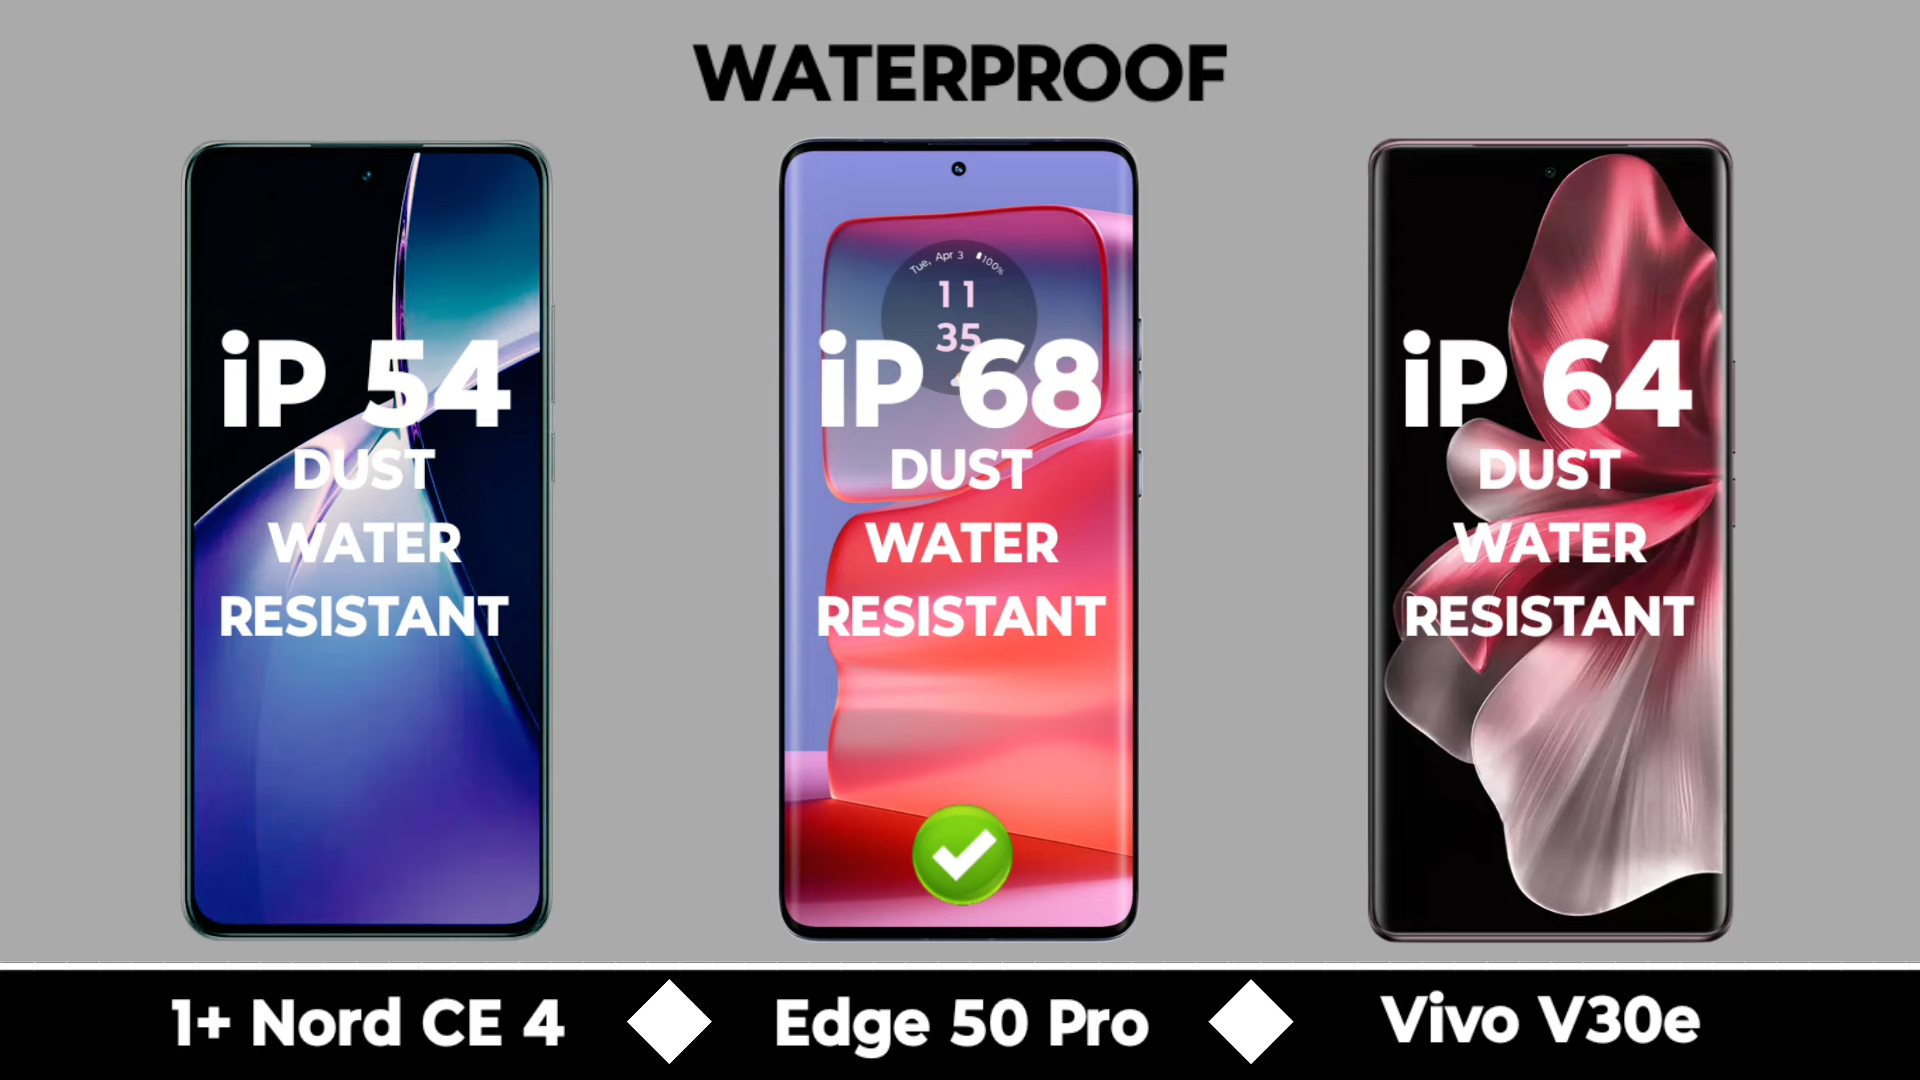 WATERPROOF
iP 54
DUST
WATER
RESISTANT
Tue, Apr 3 100%
11
35
iP 68
DUST
WATER
RESISTANT
iP 64
DUST
WATER
RESISTANT
1+ Nord CE 4
Edge 50 Pro
Vivo V30e